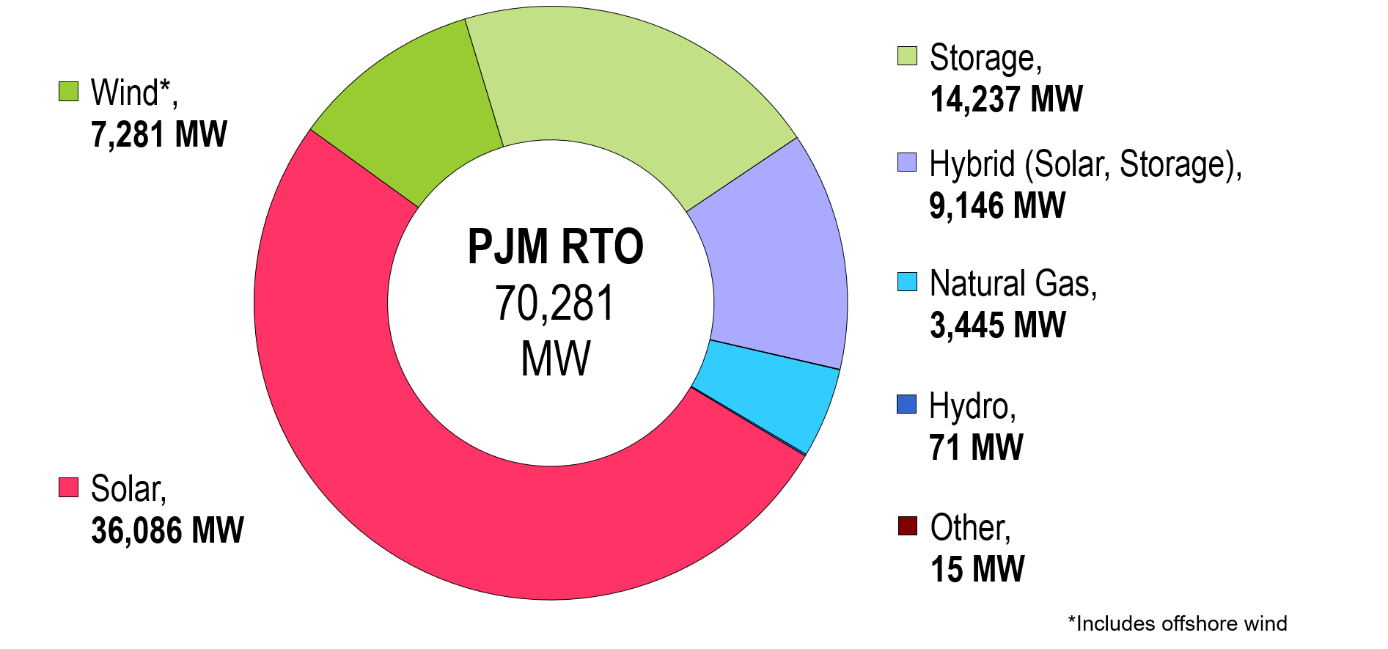 Wind*,
7,281 MW
Solar,
36,086 MW
PJM RTO
70,281
MW
Storage,
14,237 MW
Hybrid (Solar, Storage),
9,146 MW
Natural Gas,
3,445 MW
Hydro,
71 MW
Other,
15 MW
*Includes offshore wind